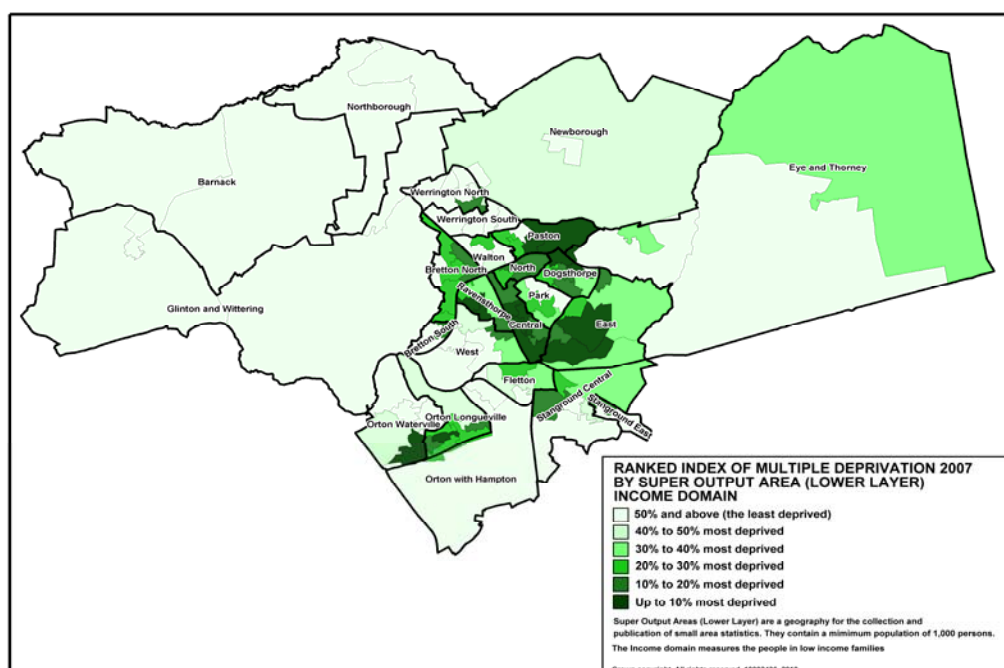 Northborough
Newborough
Barnack
Eye and Thorney
Werrington North
Werrington South
Paston
Walton
Bretton North
North
Dogsthorpe
Ravensthorpe
Park
Glinton and Wittering
Central
East
Bretton South
West
Fletton
Stanground Central
Stanground East
Orton Waterville
Orton Longueville
Orton with Hampton
RANKED INDEX OF MULTIPLE DEPRIVATION 2007
BY SUPER OUTPUT AREA (LOWER LAYER)
INCOME DOMAIN
50% and above (the least deprived)
40% to 50% most deprived
30% to 40% most deprived
20% to 30% most deprived
10% to 20% most deprived
Up to 10% most deprived
Super Output Areas (Lower Layer) are a geography for the collection and
publication of small area statistics. They contain a mimimum population of 1,000 persons.
The Income domain measures the people in low income families